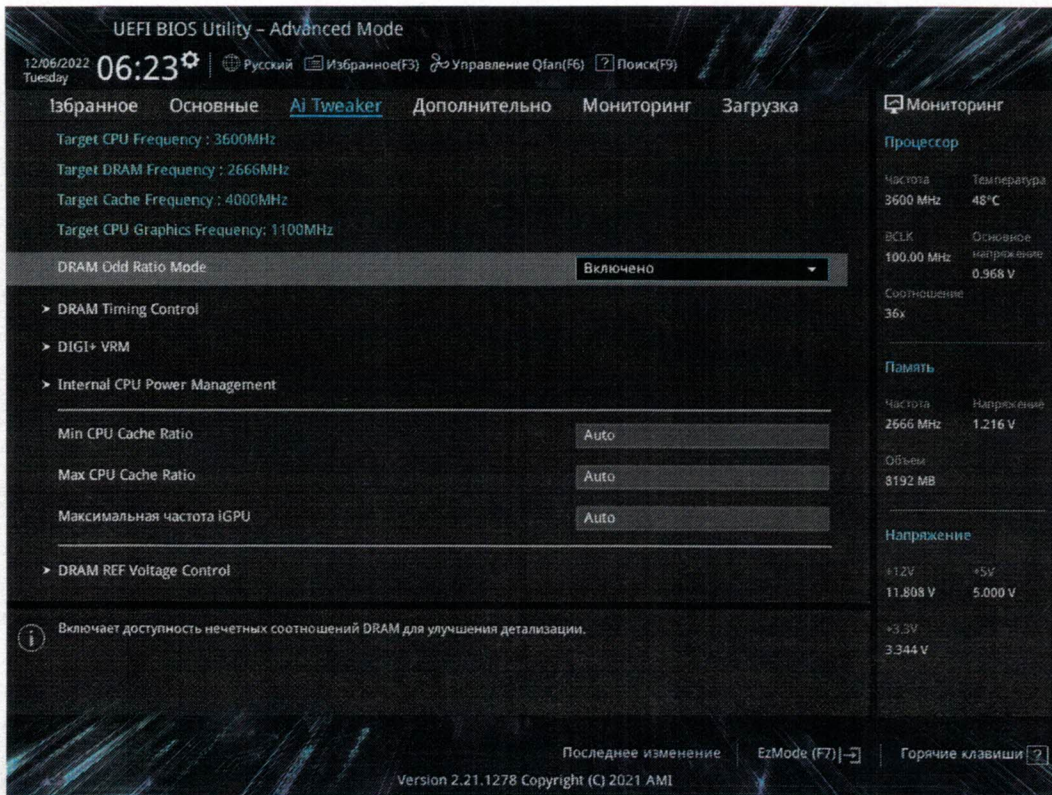 UEFI BIOS Utility – Advanced Mode
12/06/2022 Tuesday 06:23 Русский Избранное(F3) Управление Qfan(F6) ? Поиск(F9)
Избранное Основные Ai Tweaker Дополнительно Мониторинг Загрузка
Target CPU Frequency : 3600MHz
Target DRAM Frequency : 2666MHz
Target Cache Frequency : 4000MHz
Target CPU Graphics Frequency: 1100MHz
DRAM Odd Ratio Mode Включено
> DRAM Timing Control
> DIGI+ VRM
> Internal CPU Power Management
Min CPU Cache Ratio Auto
Max CPU Cache Ratio Auto
Максимальная частота iGPU Auto
> DRAM REF Voltage Control
Включает доступность нечетных соотношений DRAM для улучшения детализации.
Мониторинг
Процессор
Частота Температура
3600 MHz 48°C
BCLK Основное напряжение
100.00 MHz 0.968 V
Соотношение
36x
Память
Частота Напряжение
2666 MHz 1.216 V
Объем
8192 MB
Напряжение
+12V +5V
11.808 V 5.000 V
+3.3V
3.344 V
Последнее изменение EzMode (F7) Горячие клавиши ?
Version 2.21.1278 Copyright (C) 2021 AMI